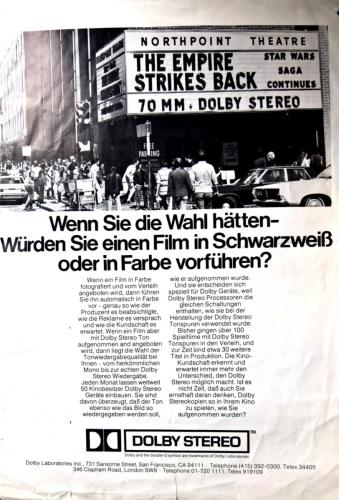 NORTHPOINT THEATRE
THE EMPIRE
STRIKES BACK
STAR WARS
SAGA
CONTINUES
70 MM + DOLBY STEREO
FREE
PARKING
Wenn Sie die Wahl hätten-
Würden Sie einen Film in Schwarzweiß
oder in Farbe vorführen?
Wenn ein Film in Farbe
fotografiert und vom Verleih
angeboten wird, dann führen
Sie ihn automatisch in Farbe
vor – genau so wie der
Produzent es beabsichtigte,
wie die Reklame es versprach
und wie die Kundschaft es
erwartet. Wenn ein Film aber
mit Dolby Stereo Ton
aufgenommen und angeboten
wird, dann liegt die Wahl der
Tonwiedergabequalität bei
Ihnen – vom herkömmlichen
Mono bis zur echten Dolby
Stereo Wiedergabe.
Jeden Monat lassen weltweit
50 Kinobesitzer Dolby Stereo
Geräte einbauen. Sie sind
davon überzeugt, daß der Ton
ebenso wie das Bild so
wiedergegeben werden soll,
wie er aufgenommen wurde.
Und sie entscheiden sich
speziell für Dolby Geräte, weil
Dolby Stereo Processoren die
gleichen Schaltungen
enthalten, wie sie bei der
Herstellung der Dolby Stereo
Tonspuren verwendet wurde.
Bisher gingen über 100
Spielfilme mit Dolby Stereo
Tonspuren in den Verleih, und
zur Zeit sind etwa 30 weitere
Titel in Produktion. Die Kino-
Kundschaft erkennt und
erwartet immer mehr den
Unterschied, den Dolby
Stereo möglich macht. Ist es
nicht Zeit, daß auch Sie
ernsthaft daran denken, Dolby
Stereokopien so in Ihrem Kino
zu spielen, wie Sie
aufgenommen wurden?
DOLBY STEREO™
Dolby and the double-D symbol are trademarks of Dolby Laboratories.
Dolby Laboratories Inc., 731 Sansome Street, San Francisco, CA 94111 · Telephone (415) 392-0300, Telex 34409
346 Clapham Road, London SW9 · Telephone 01-720 1111, Telex 919109